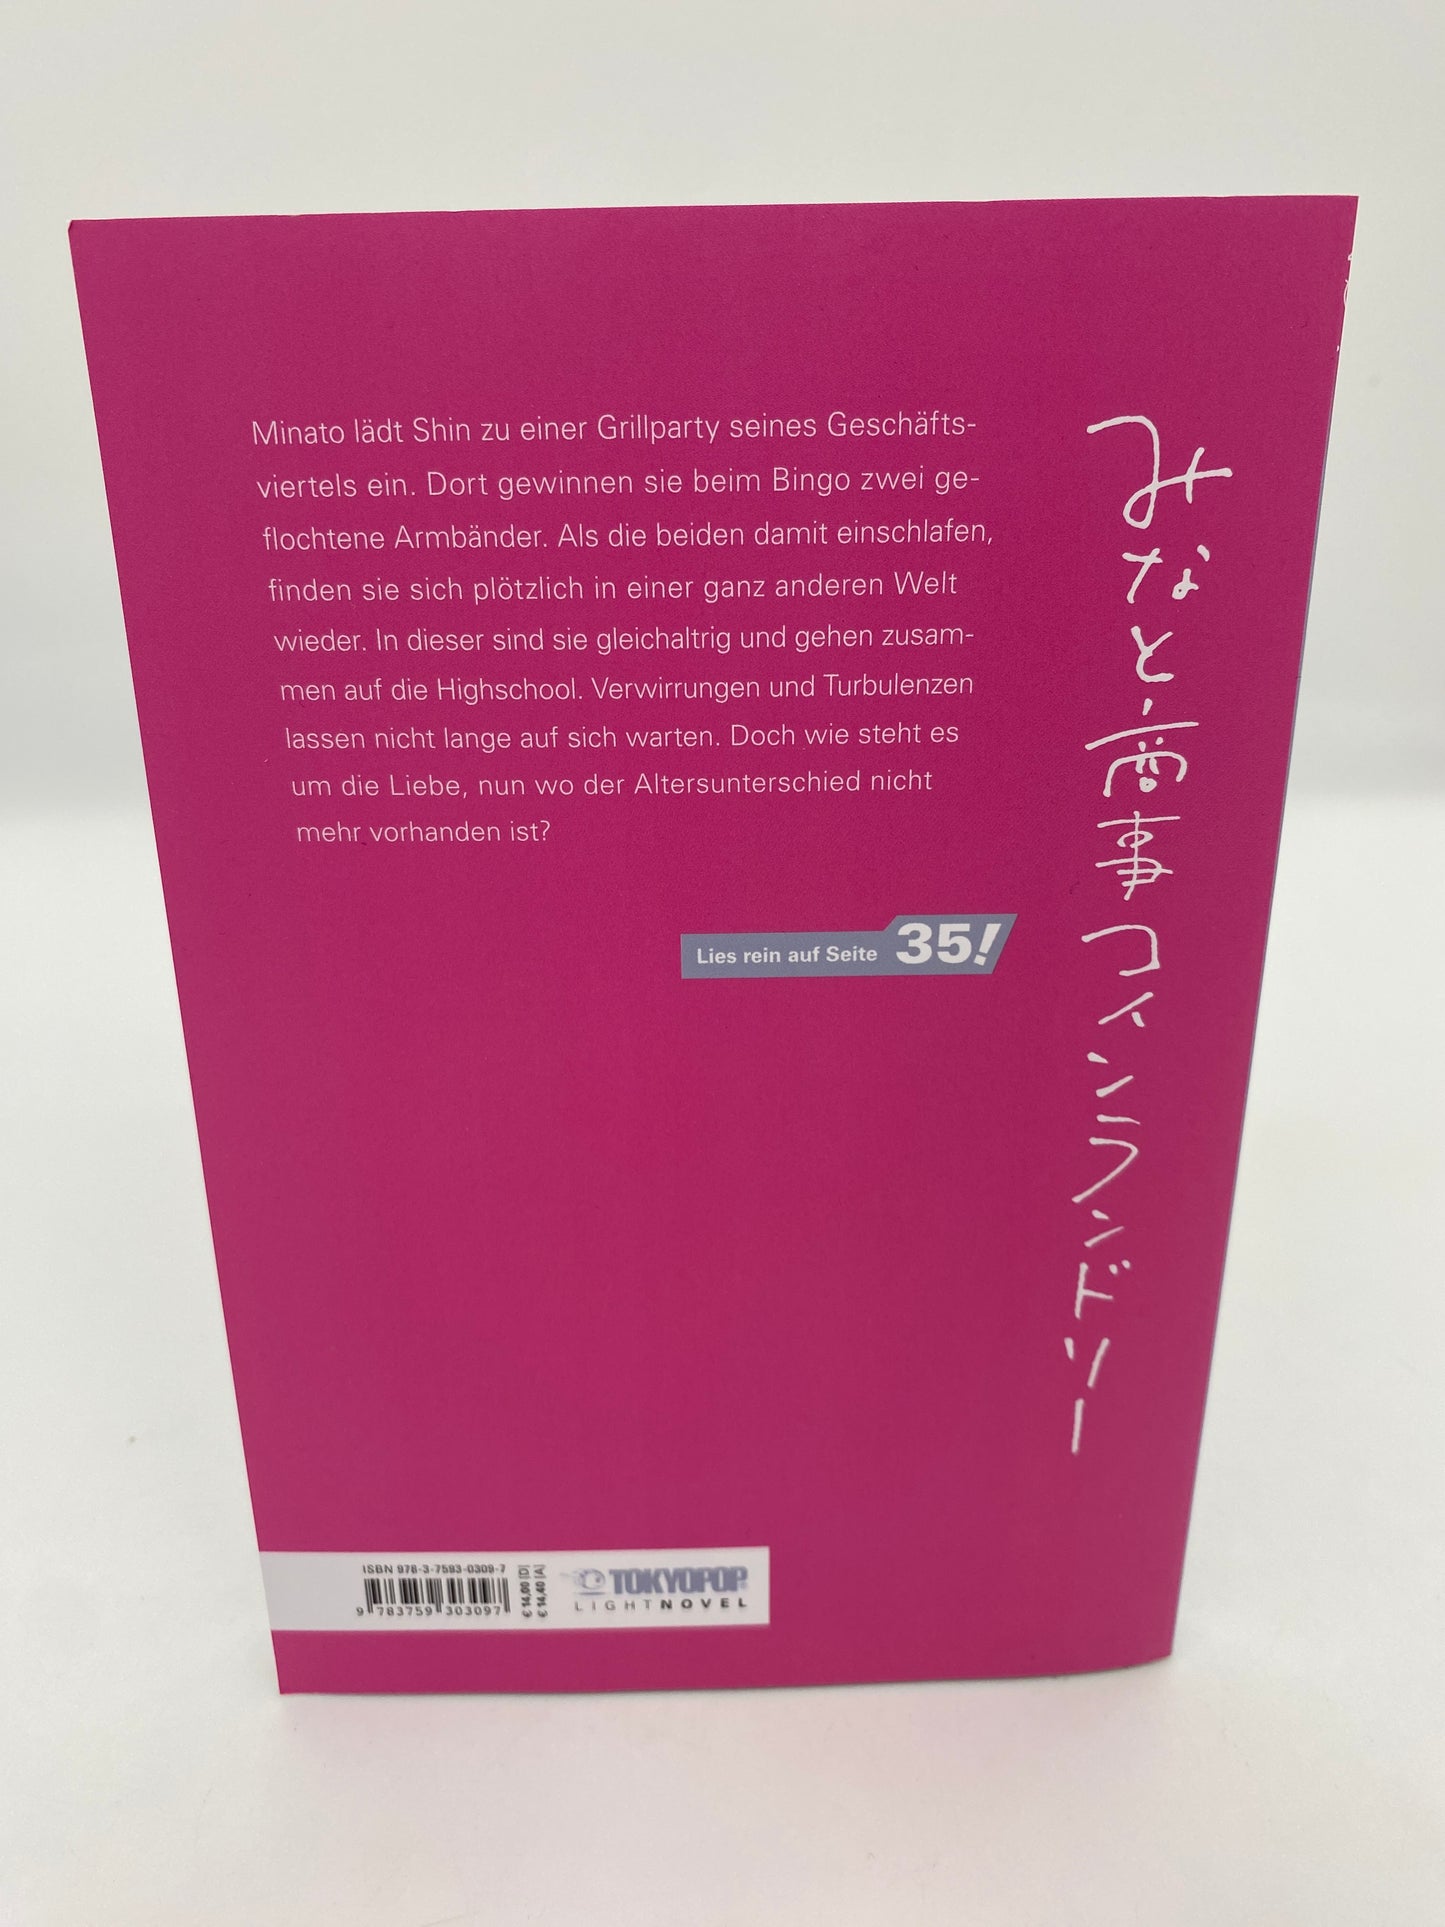 Minato lädt Shin zu einer Grillparty seines Geschäfts-
viertels ein. Dort gewinnen sie beim Bingo zwei ge-
flochtene Armbänder. Als die beiden damit einschlafen,
finden sie sich plötzlich in einer ganz anderen Welt
wieder. In dieser sind sie gleichaltrig und gehen zusam-
men auf die Highschool. Verwirrungen und Turbulenzen
lassen nicht lange auf sich warten. Doch wie steht es
um die Liebe, nun wo der Altersunterschied nicht
mehr vorhanden ist?
Lies rein auf Seite 35!
みなと商事コインランドリー
ISBN 978-3-7593-0309-7
9 783759 303097
€ 14,00 [D]
€ 14,40 [A]
TOKYOPOP
LIGHTNOVEL